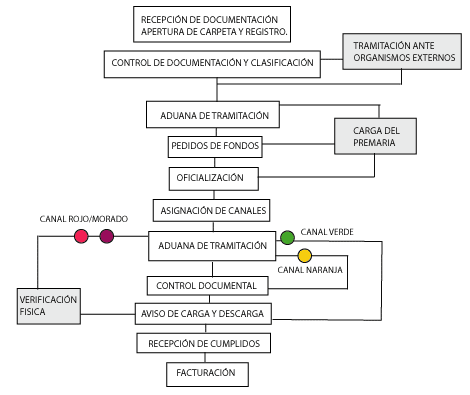 RECEPCIÓN DE DOCUMENTACIÓN
APERTURA DE CARPETA Y REGISTRO.
TRAMITACIÓN ANTE
ORGANISMOS EXTERNOS
CONTROL DE DOCUMENTACIÓN Y CLASIFICACIÓN
ADUANA DE TRAMITACIÓN
CARGA DEL
PREMARIA
PEDIDOS DE FONDOS
OFICIALIZACIÓN
ASIGNACIÓN DE CANALES
CANAL ROJO/MORADO
CANAL VERDE
ADUANA DE TRAMITACIÓN
CANAL NARANJA
CONTROL DOCUMENTAL
VERIFICACIÓN
FISICA
AVISO DE CARGA Y DESCARGA
RECEPCIÓN DE CUMPLIDOS
FACTURACIÓN